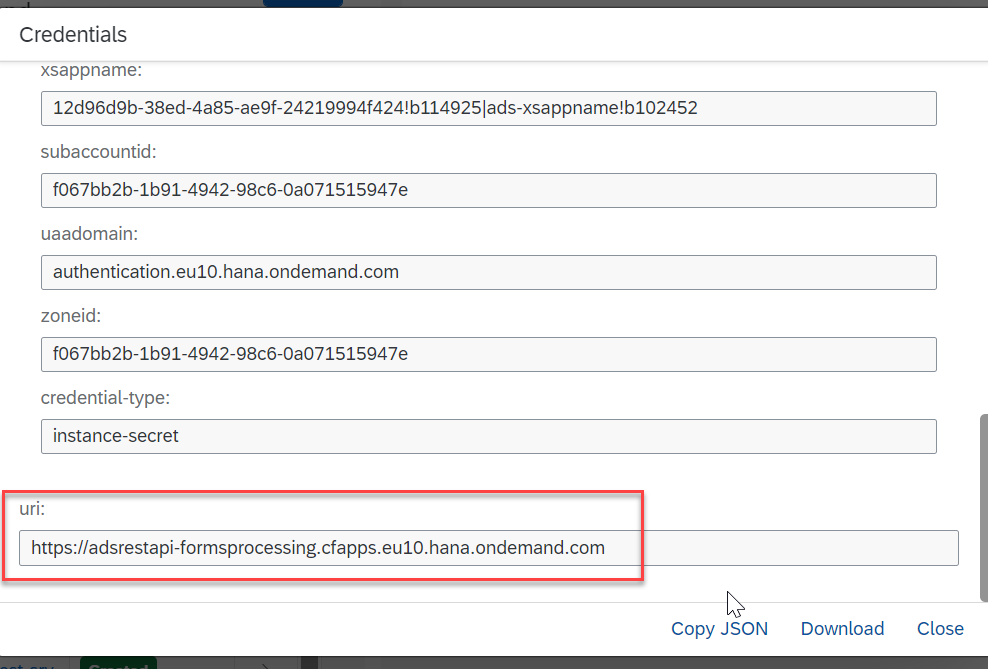 Credentials
xsappname:
12d96d9b-38ed-4a85-ae9f-24219994f424!b114925|ads-xsappname!b102452
subaccountid:
f067bb2b-1b91-4942-98c6-0a071515947e
uaadomain:
authentication.eu10.hana.ondemand.com
zoneid:
f067bb2b-1b91-4942-98c6-0a071515947e
credential-type:
instance-secret
uri:
https://adsrestapi-formsprocessing.cfapps.eu10.hana.ondemand.com
Copy JSON Download Close
Created